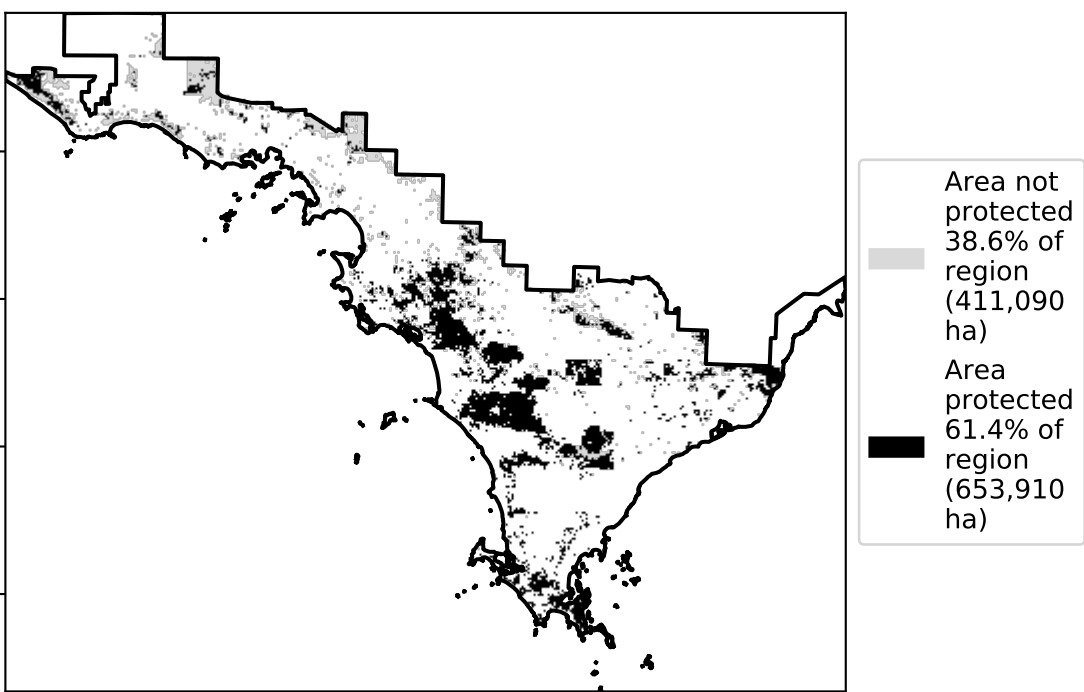 Area not
protected
38.6% of
region
(411,090
ha)
Area
protected
61.4% of
region
(653,910
ha)